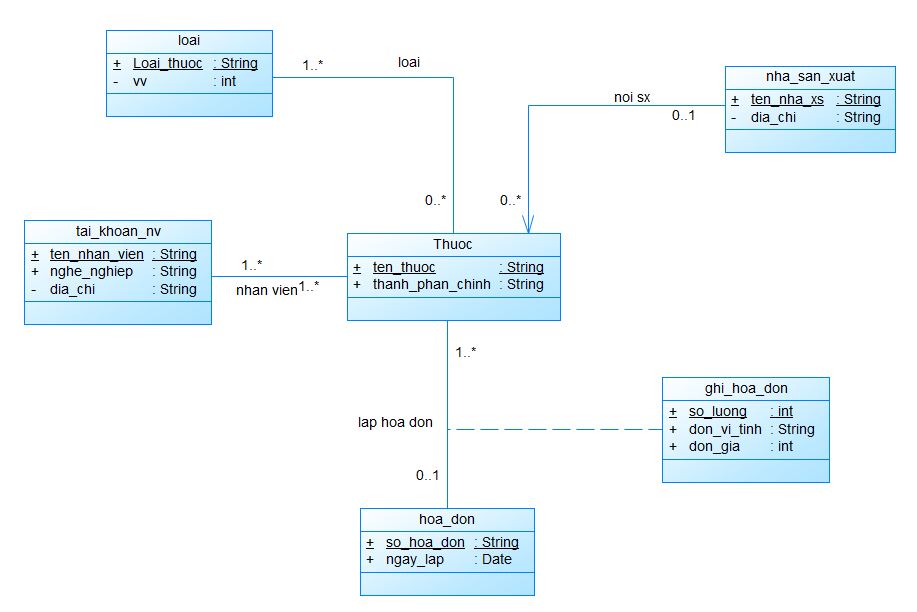 loai
+ Loai_thuoc : String
- vv : int
1..*
loai
0..*
nha_san_xuat
+ ten_nha_xs : String
- dia_chi : String
noi sx
0..1
0..*
tai_khoan_nv
+ ten_nhan_vien : String
+ nghe_nghiep : String
- dia_chi : String
1..*
nhan vien
1..*
Thuoc
+ ten_thuoc : String
+ thanh_phan_chinh : String
1..*
lap hoa don
0..1
ghi_hoa_don
+ so_luong : int
+ don_vi_tinh : String
+ don_gia : int
hoa_don
+ so_hoa_don : String
+ ngay_lap : Date